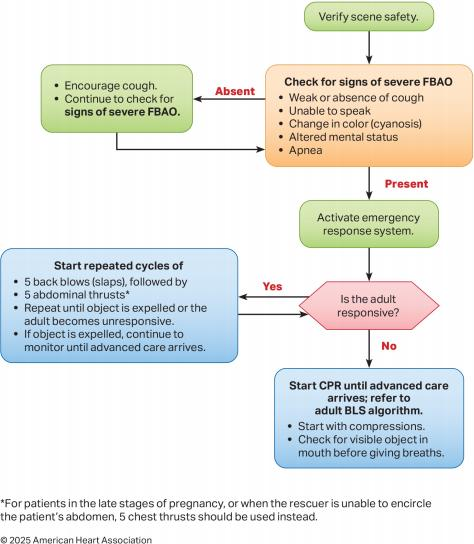 Verify scene safety.
Check for signs of severe FBAO
• Weak or absence of cough
• Unable to speak
• Change in color (cyanosis)
• Altered mental status
• Apnea
Absent
• Encourage cough.
• Continue to check for
signs of severe FBAO.
Present
Activate emergency
response system.
Is the adult
responsive?
Yes
Start repeated cycles of
• 5 back blows (slaps), followed by
• 5 abdominal thrusts*
• Repeat until object is expelled or the
adult becomes unresponsive.
• If object is expelled, continue to
monitor until advanced care arrives.
No
Start CPR until advanced care
arrives; refer to
adult BLS algorithm.
• Start with compressions.
• Check for visible object in
mouth before giving breaths.
*For patients in the late stages of pregnancy, or when the rescuer is unable to encircle
the patient’s abdomen, 5 chest thrusts should be used instead.
© 2025 American Heart Association